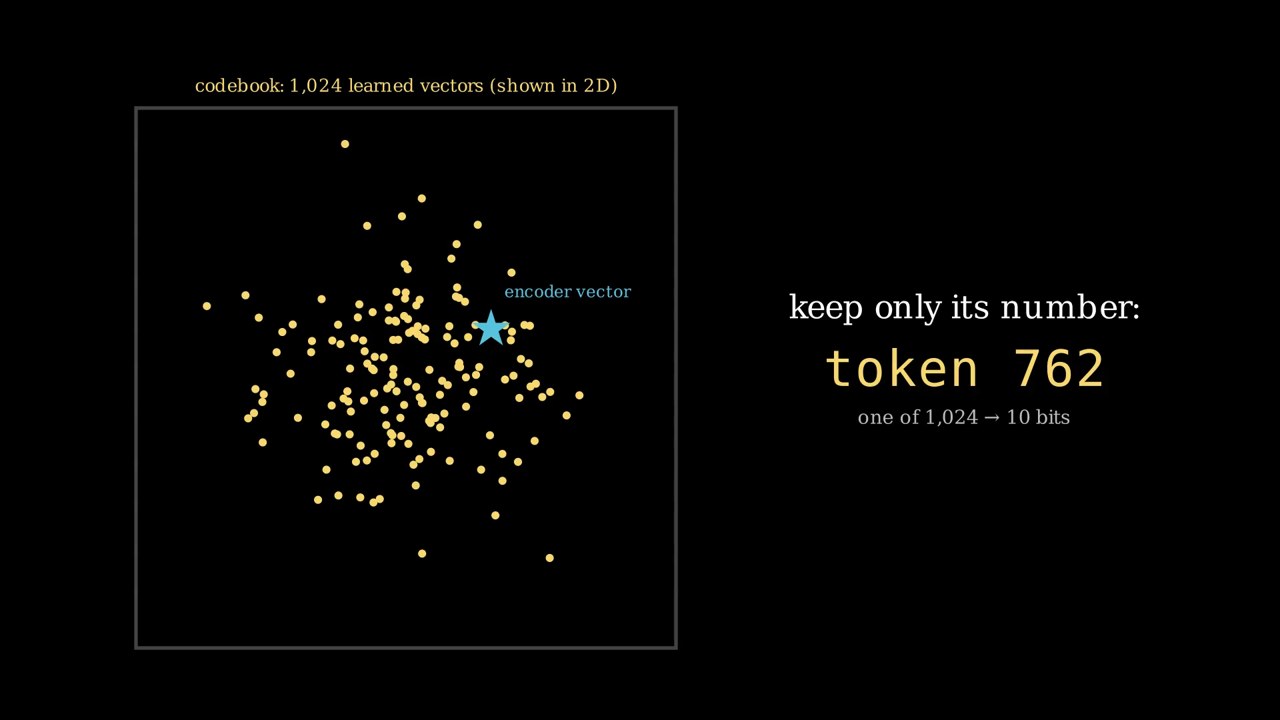 codebook: 1,024 learned vectors (shown in 2D)
encoder vector
keep only its number:
token 762
one of 1,024 → 10 bits